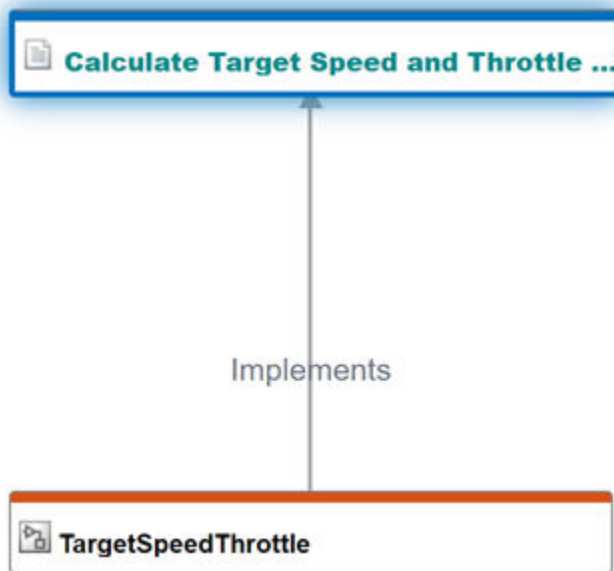 Calculate Target Speed and Throttle ...
Implements
TargetSpeedThrottle